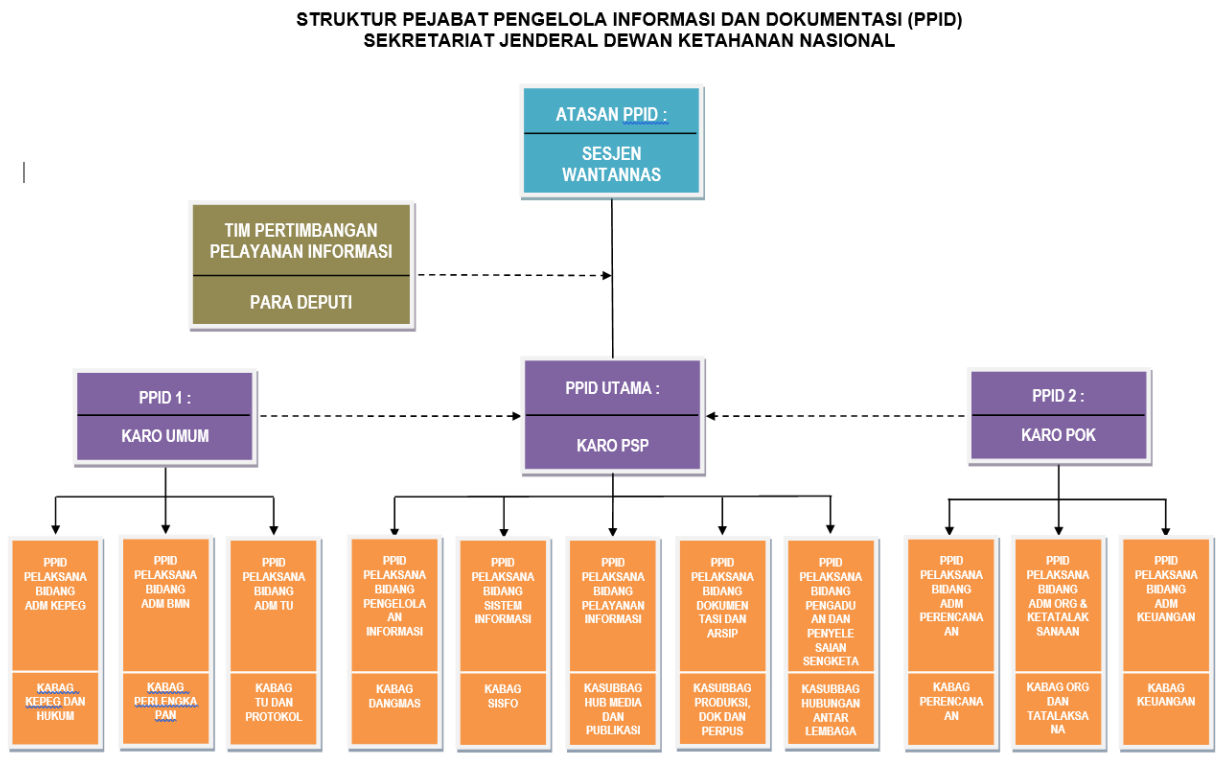 STRUKTUR PEJABAT PENGELOLA INFORMASI DAN DOKUMENTASI (PPID)
SEKRETARIAT JENDERAL DEWAN KETAHANAN NASIONAL
ATASAN PPID :
SESJEN
WANTANNAS
TIM PERTIMBANGAN
PELAYANAN INFORMASI
PARA DEPUTI
PPID 1 :
KARO UMUM
PPID UTAMA :
KARO PSP
PPID 2 :
KARO POK
PPID
PELAKSANA
BIDANG
ADM KEPEG
KABAG
KEPEG DAN
HUKUM
PPID
PELAKSANA
BIDANG
ADM BMN
KABAG
PERLENGKA
PAN
PPID
PELAKSANA
BIDANG
ADM TU
KABAG
TU DAN
PROTOKOL
PPID
PELAKSANA
BIDANG
PENGELOLA
AN
INFORMASI
KABAG
DANGMAS
PPID
PELAKSANA
BIDANG
SISTEM
INFORMASI
KABAG
SISFO
PPID
PELAKSANA
BIDANG
PELAYANAN
INFORMASI
KASUBBAG
HUB MEDIA
DAN
PUBLIKASI
PPID
PELAKSANA
BIDANG
DOKUMEN
TASI DAN
ARSIP
KASUBBAG
PRODUKSI,
DOK DAN
PERPUS
PPID
PELAKSANA
BIDANG
PENGADU
AN DAN
PENYELE
SAIAN
SENGKETA
KASUBBAG
HUBUNGAN
ANTAR
LEMBAGA
PPID
PELAKSANA
BIDANG
ADM
PERENCANA
AN
KABAG
PERENCANA
AN
PPID
PELAKSANA
BIDANG
ADM ORG &
KETATALAK
SANAAN
KABAG ORG
DAN
TATALAKSA
NA
PPID
PELAKSANA
BIDANG
ADM
KEUANGAN
KABAG
KEUANGAN